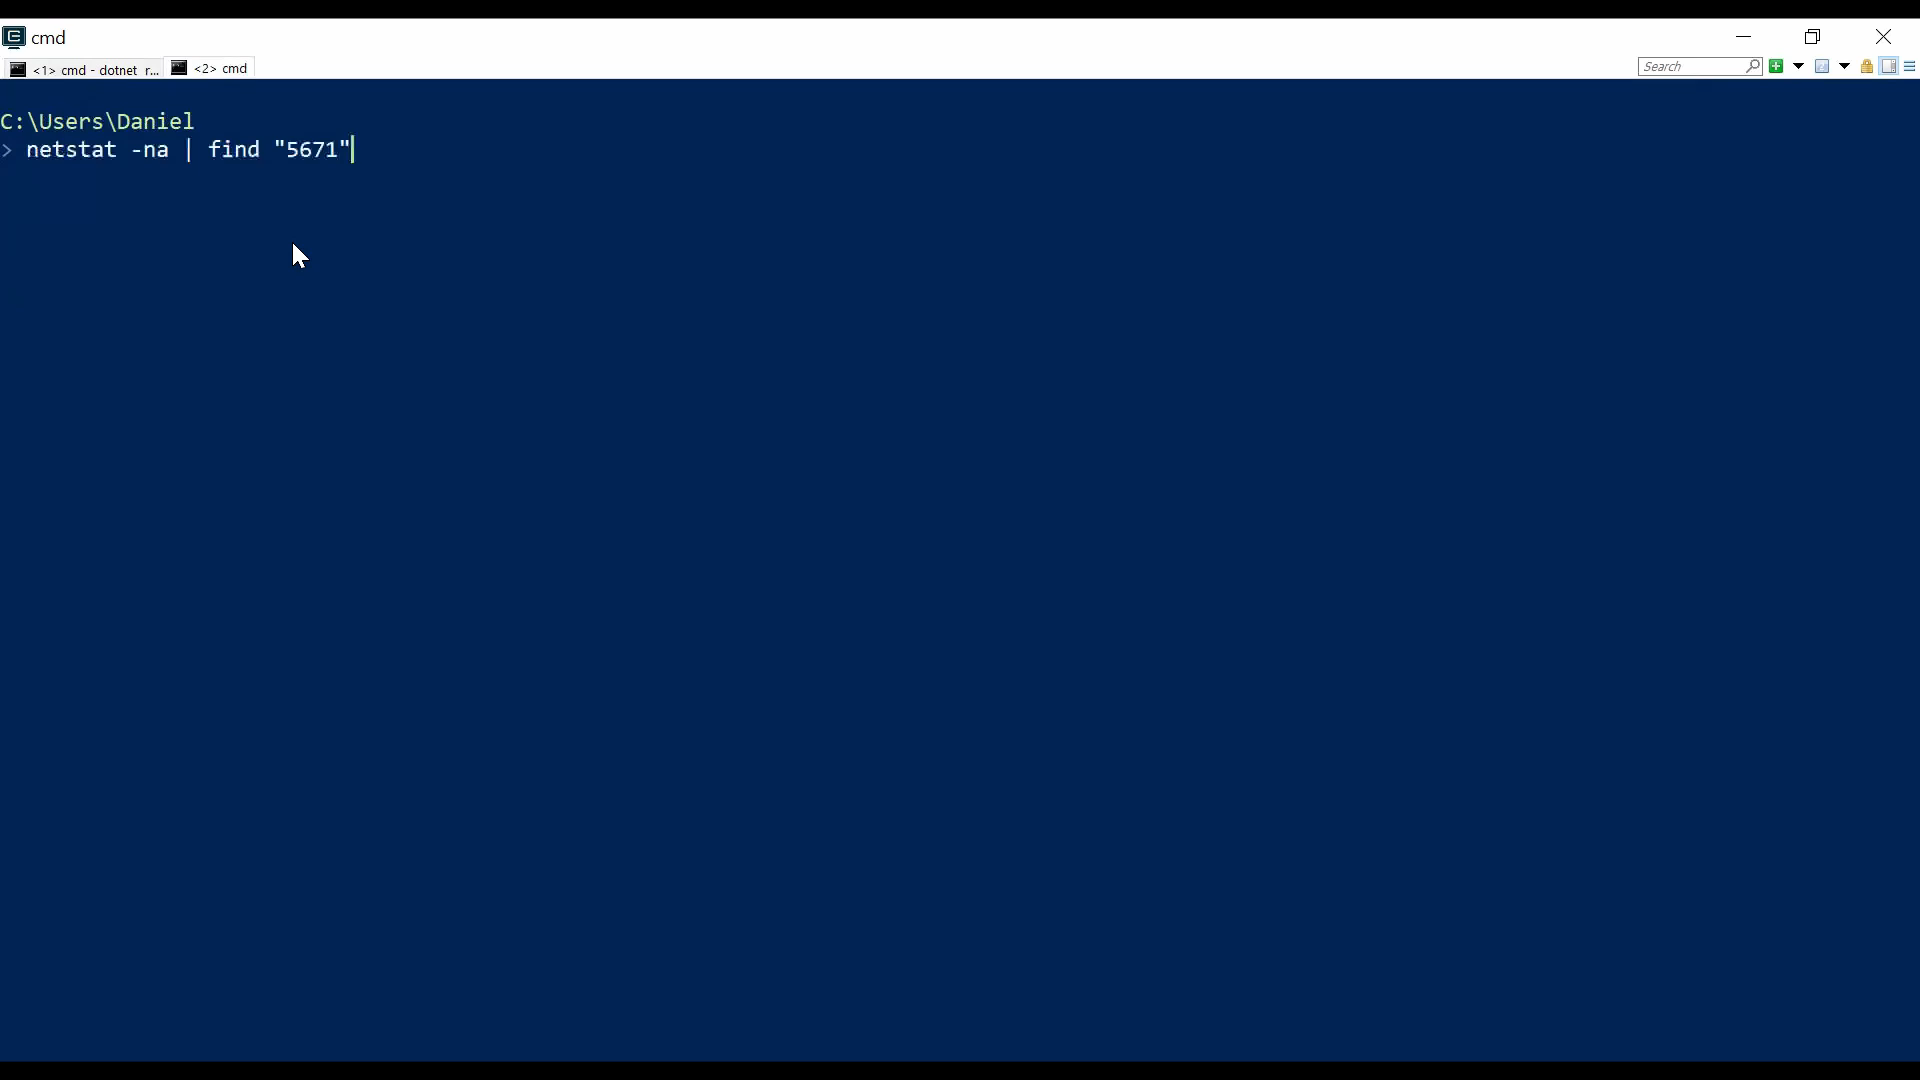 cmd
<1> cmd - dotnet r... <2> cmd
Search
C:\Users\Daniel
> netstat -na | find "5671"